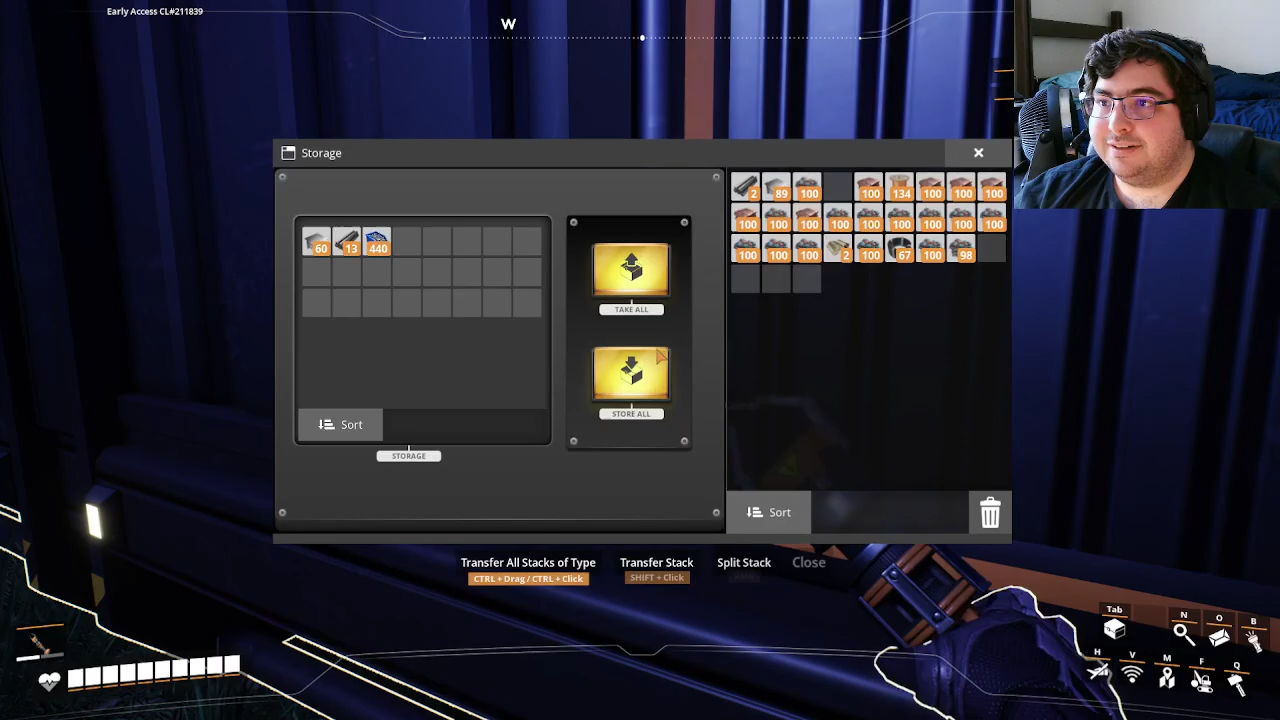 Early Access CL#211839
W
Storage
2 89 100 100 134 100 100 100
100 100 100 100 100 100 100 100 100
100 100 100 2 100 67 100 98
60 13 440
TAKE ALL
STORE ALL
Sort
STORAGE
Sort
Transfer All Stacks of Type
CTRL + Drag / CTRL + Click
Transfer Stack
SHIFT + Click
Split Stack
Close
Tab
N O B
H V M F Q